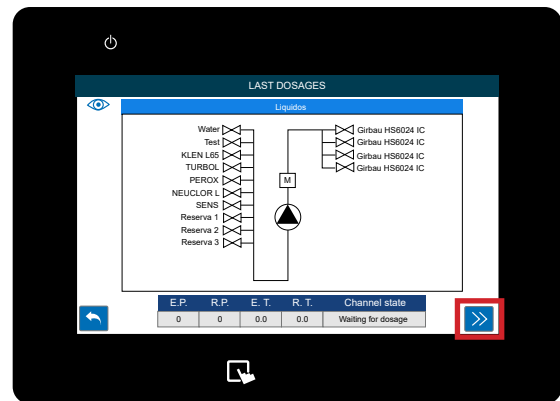 LAST DOSAGES
Liquidos
Water
Test
KLEN L65
TURBOL
PEROX
NEUCLOR L
SENS
Reserva 1
Reserva 2
Reserva 3
M
Girbau HS6024 IC
Girbau HS6024 IC
Girbau HS6024 IC
Girbau HS6024 IC
E.P. R.P. E. T. R. T. Channel state
0 0 0.0 0.0 Waiting for dosage